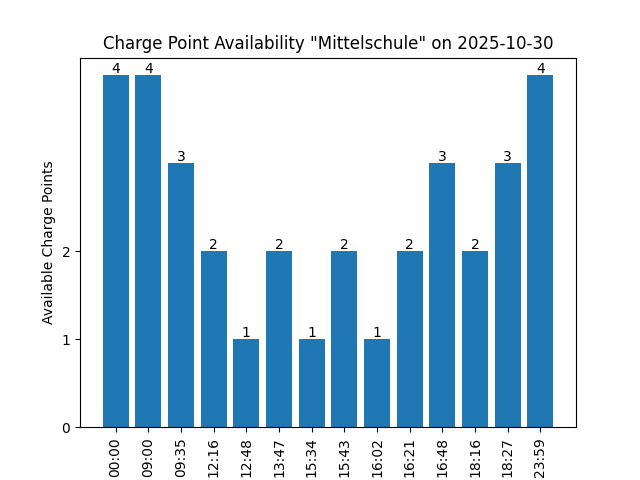 Charge Point Availability "Mittelschule" on 2025-10-30
4 4 3 2 1 2 1 2 1 2 3 2 3 4
Available Charge Points
2
1
0
00:00 09:00 09:35 12:16 12:48 13:47 15:34 15:43 16:02 16:21 16:48 18:16 18:27 23:59